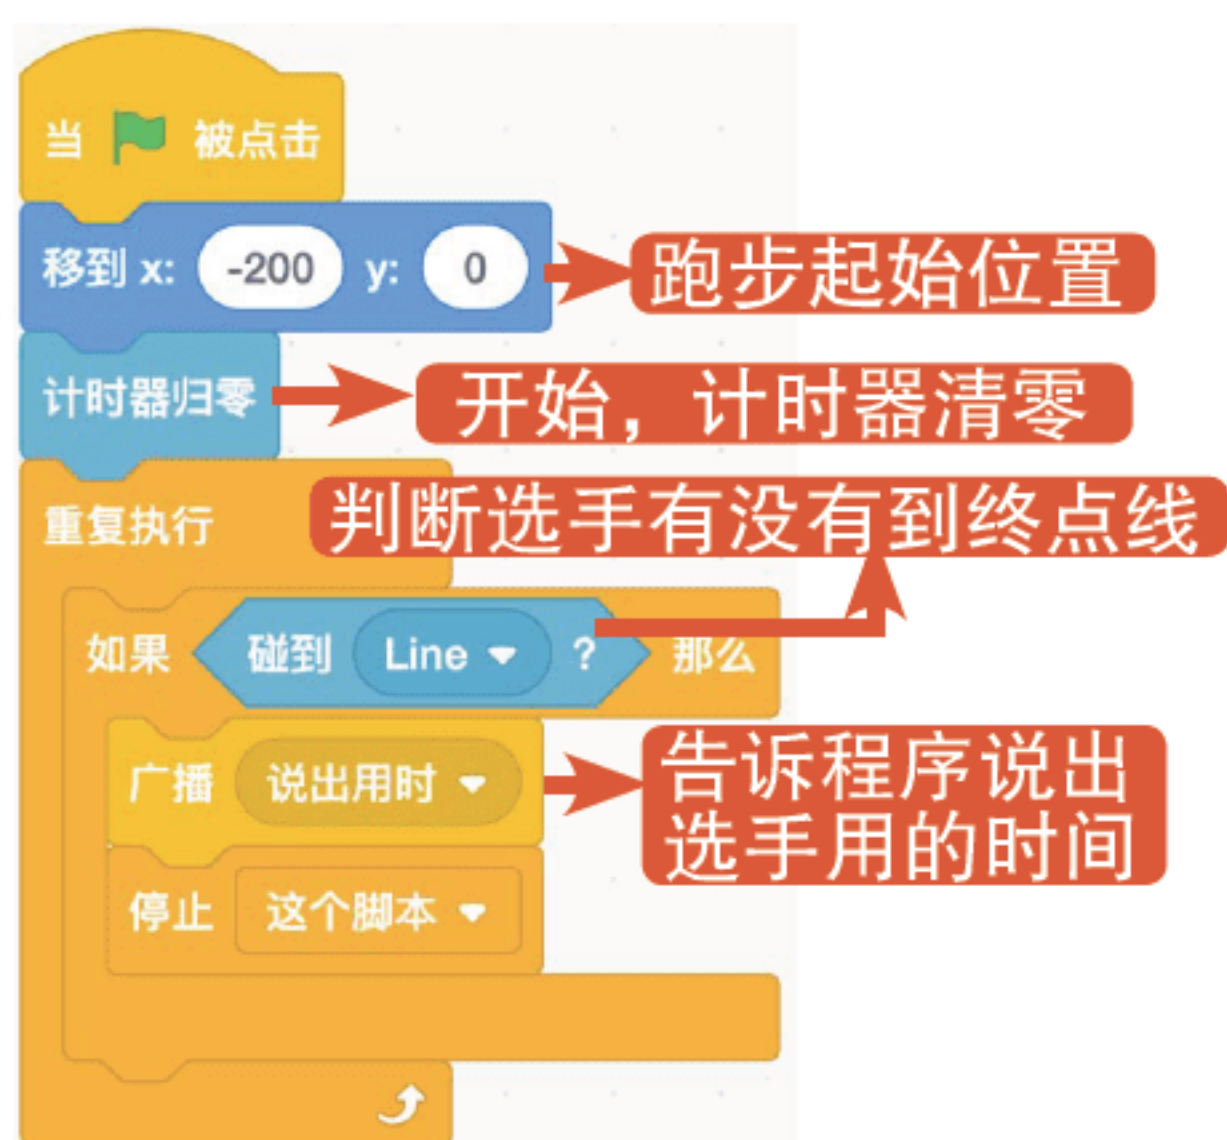 当 被点击
移到 x: -200 y: 0
跑步起始位置
计时器归零
开始，计时器清零
重复执行
判断选手有没有到终点线
如果 碰到 Line ? 那么
广播 说出用时
告诉程序说出
选手用的时间
停止 这个脚本